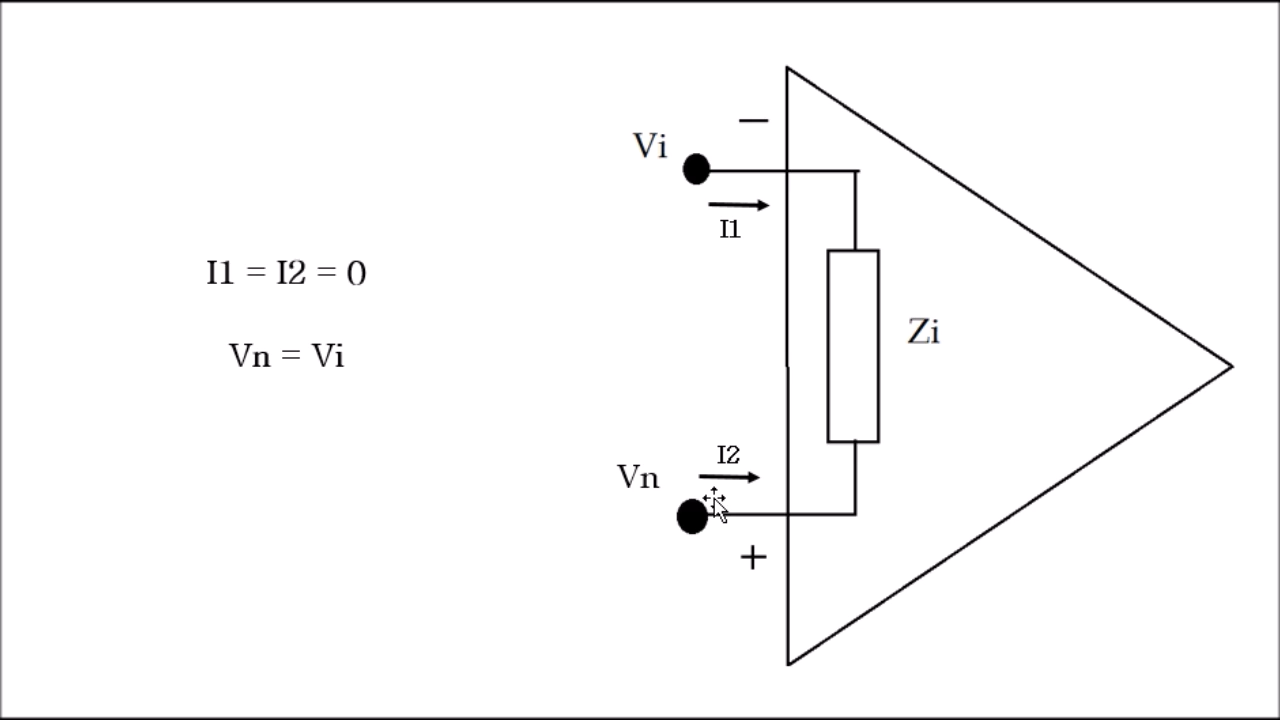 −
Vi
I1
I1 = I2 = 0
Zi
Vn = Vi
I2
Vn
+